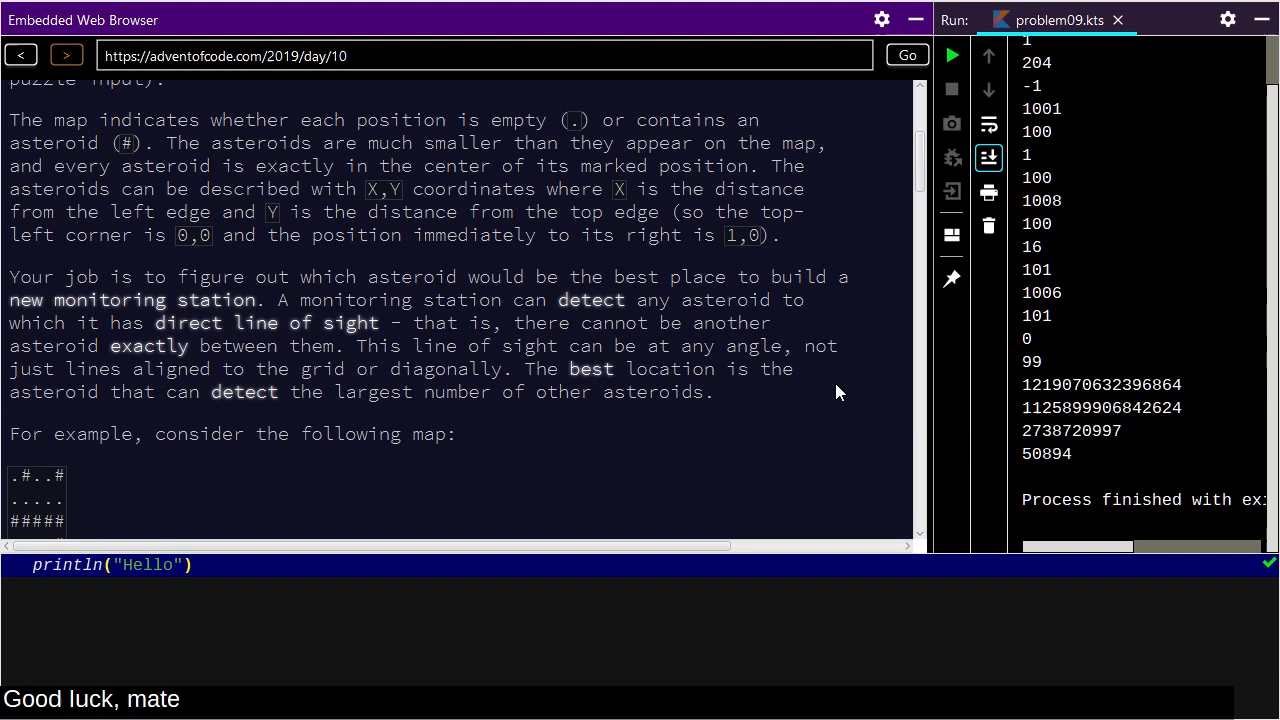 Embedded Web Browser
< > https://adventofcode.com/2019/day/10 Go
puzzle input).
The map indicates whether each position is empty (.) or contains an
asteroid (#). The asteroids are much smaller than they appear on the map,
and every asteroid is exactly in the center of its marked position. The
asteroids can be described with X,Y coordinates where X is the distance
from the left edge and Y is the distance from the top edge (so the top-
left corner is 0,0 and the position immediately to its right is 1,0).
Your job is to figure out which asteroid would be the best place to build a
new monitoring station. A monitoring station can detect any asteroid to
which it has direct line of sight - that is, there cannot be another
asteroid exactly between them. This line of sight can be at any angle, not
just lines aligned to the grid or diagonally. The best location is the
asteroid that can detect the largest number of other asteroids.
For example, consider the following map:
.#..#
.....
#####
Run: problem09.kts
1
204
-1
1001
100
1
100
1008
100
16
101
1006
101
0
99
1219070632396864
1125899906842624
2738720997
50894
Process finished with exi
println("Hello")
Good luck, mate